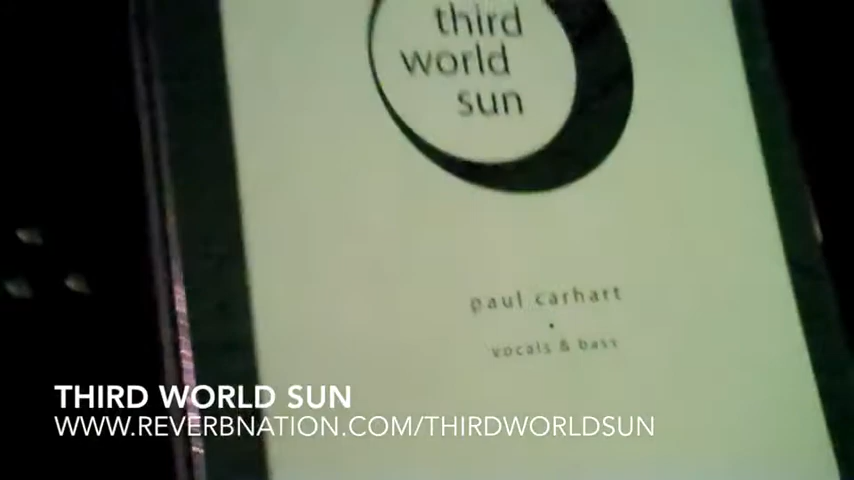 third
world
sun
paul carhart
•
vocals & bass
THIRD WORLD SUN
WWW.REVERBNATION.COM/THIRDWORLDSUN